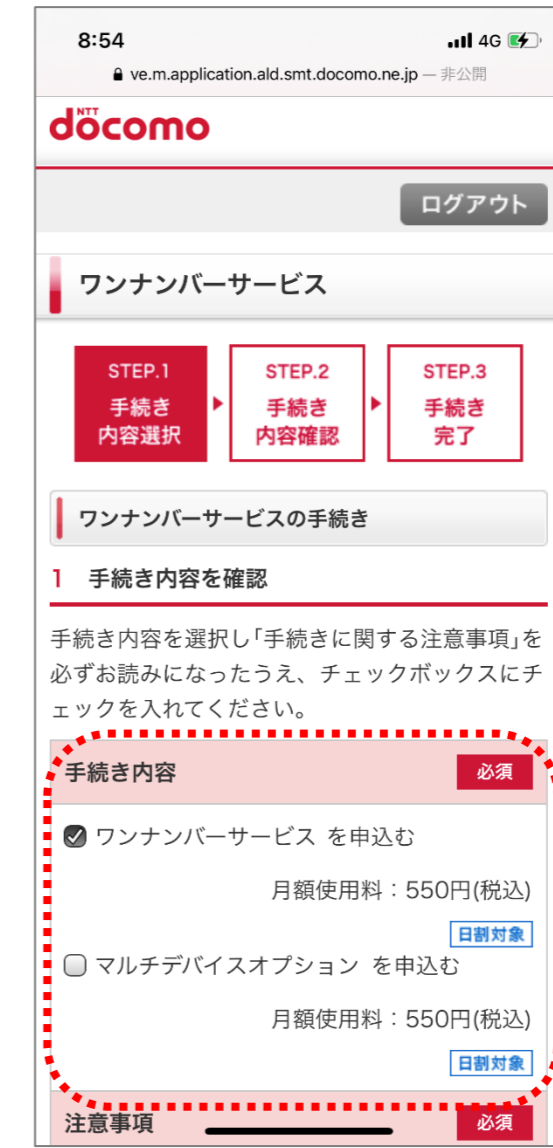 8:54
4G
ve.m.application.ald.smt.docomo.ne.jp — 非公開
NTT
döcomo
ログアウト
ワンナンバーサービス
STEP.1
手続き
内容選択
STEP.2
手続き
内容確認
STEP.3
手続き
完了
ワンナンバーサービスの手続き
1 手続き内容を確認
手続き内容を選択し「手続きに関する注意事項」を
必ずお読みになったうえ、チェックボックスにチ
ェックを入れてください。
手続き内容
必須
ワンナンバーサービス を申込む
月額使用料：550円(税込)
日割対象
マルチデバイスオプション を申込む
月額使用料：550円(税込)
日割対象
注意事項
必須